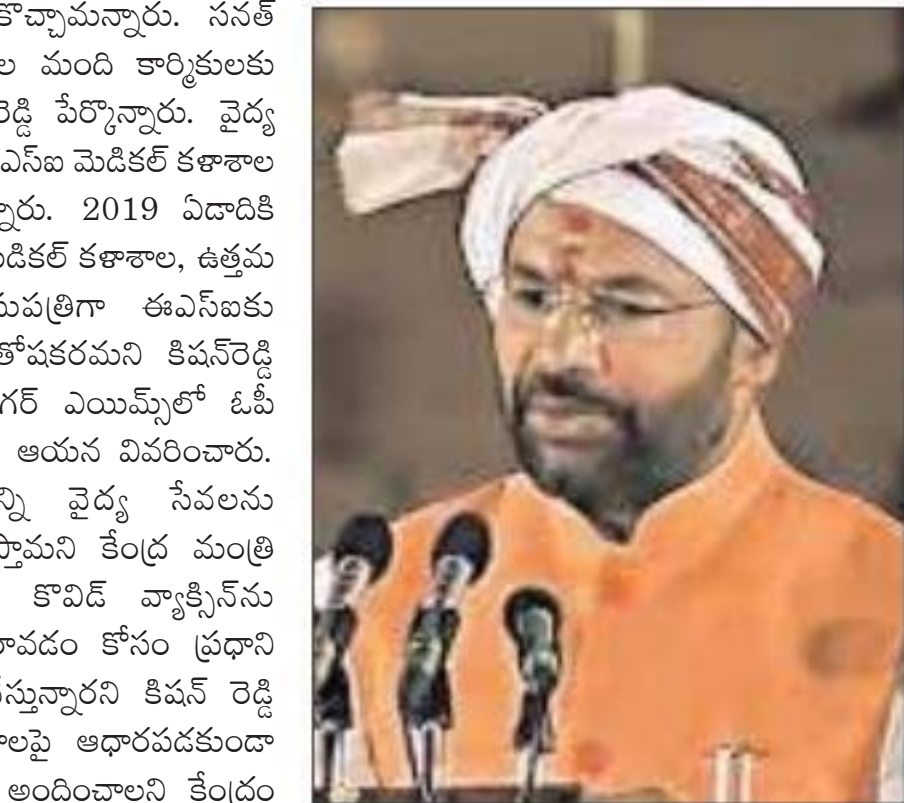 కొచ్చామన్నారు. సనత్
ల మంది కార్మికులకు
రెడ్డి పేర్కొన్నారు. వైద్య
ఎస్ఐ మెడికల్ కళాశాల
న్నారు. 2019 ఏడాదికి
డికల్ కళాశాల, ఉత్తమ
సుపత్రిగా ఈఎస్ఐకు
తోషకరమని కిషన్‌రెడ్డి
గర్ ఎయిమ్స్‌లో ఓపీ
ఆయన వివరించారు.
న్ని వైద్య సేవలను
స్తామని కేంద్ర మంత్రి
కొవిడ్ వ్యాక్సిన్‌ను
రావడం కోసం ప్రధాని
స్తున్నారని కిషన్ రెడ్డి
లపై ఆధారపడకుండా
అందించాలని కేంద్రం